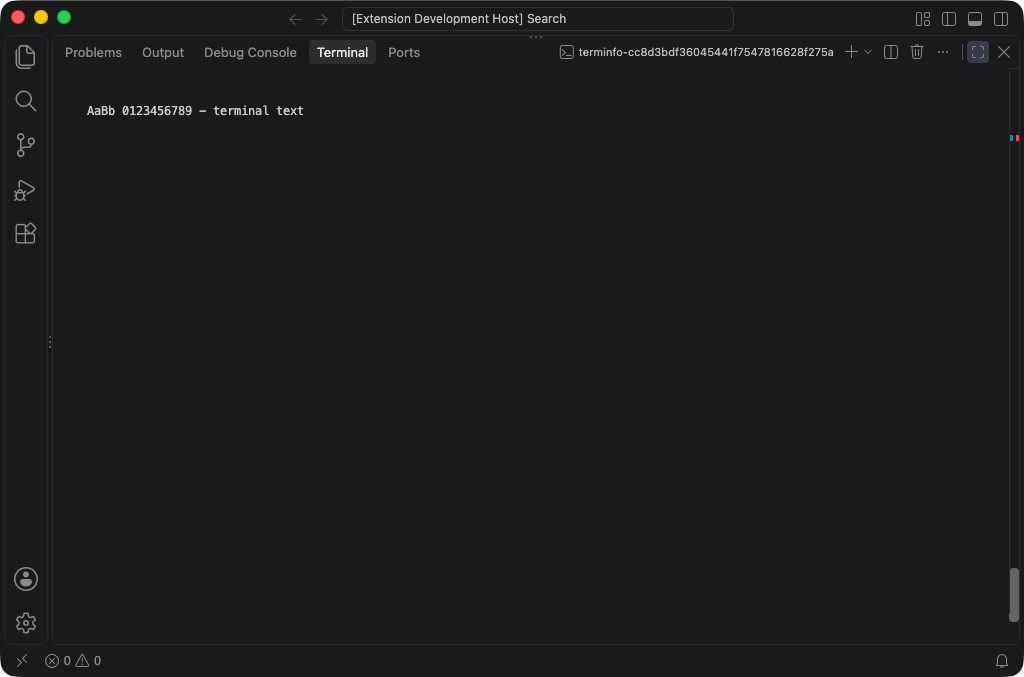 [Extension Development Host] Search
Problems Output Debug Console Terminal Ports terminfo-cc8d3bdf36045441f7547816628f275a
AaBb 0123456789 — terminal text
0 0